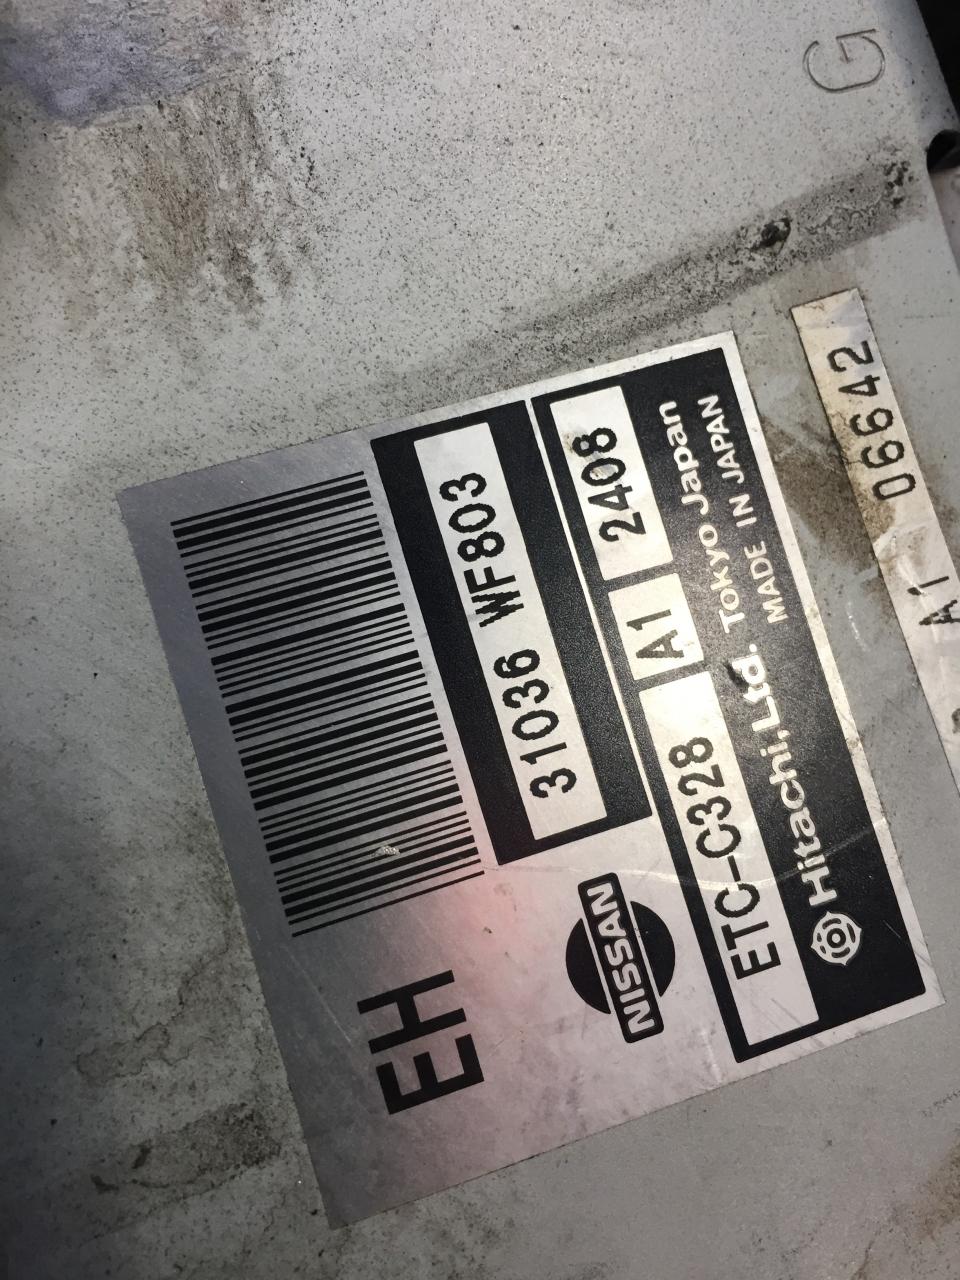 G
EH
31036 WF803
NISSAN
ETC-C328 A1 2408
Hitachi,Ltd. Tokyo Japan
MADE IN JAPAN
A1 06642